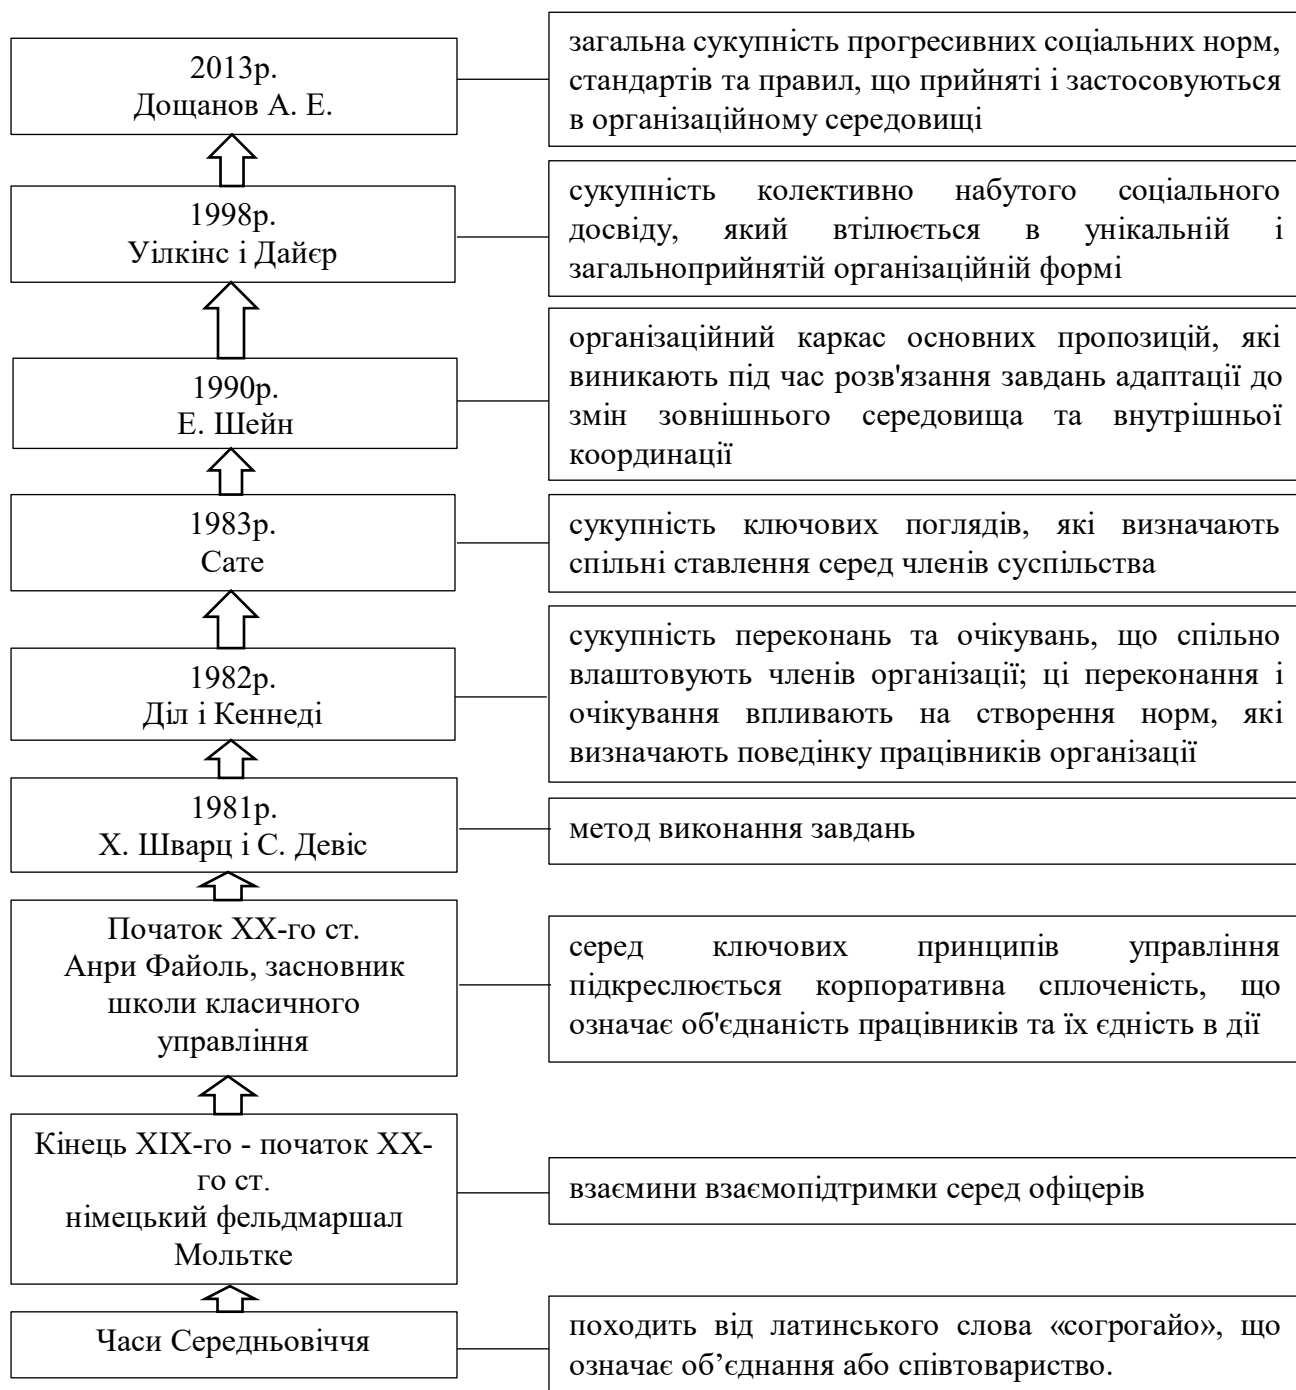 2013р.
Дощанов А. Е.
загальна сукупність прогресивних соціальних норм,
стандартів та правил, що прийняті і застосовуються
в організаційному середовищі
1998р.
Уілкінс і Дайєр
сукупність колективно набутого соціального
досвіду, який втілюється в унікальній і
загальноприйнятій організаційній формі
1990р.
Е. Шейн
організаційний каркас основних пропозицій, які
виникають під час розв'язання завдань адаптації до
змін зовнішнього середовища та внутрішньої
координації
1983р.
Сате
сукупність ключових поглядів, які визначають
спільні ставлення серед членів суспільства
1982р.
Діл і Кеннеді
сукупність переконань та очікувань, що спільно
влаштовують членів організації; ці переконання і
очікування впливають на створення норм, які
визначають поведінку працівників організації
1981р.
Х. Шварц і С. Девіс
метод виконання завдань
Початок ХХ-го ст.
Анри Файоль, засновник
школи класичного
управління
серед ключових принципів управління
підкреслюється корпоративна сплоченість, що
означає об'єднаність працівників та їх єдність в дії
Кінець ХІХ-го - початок ХХ-
го ст.
німецький фельдмаршал
Мольтке
взаємини взаємопідтримки серед офіцерів
Часи Середньовіччя
походить від латинського слова «согрогайо», що
означає об’єднання або співтовариство.